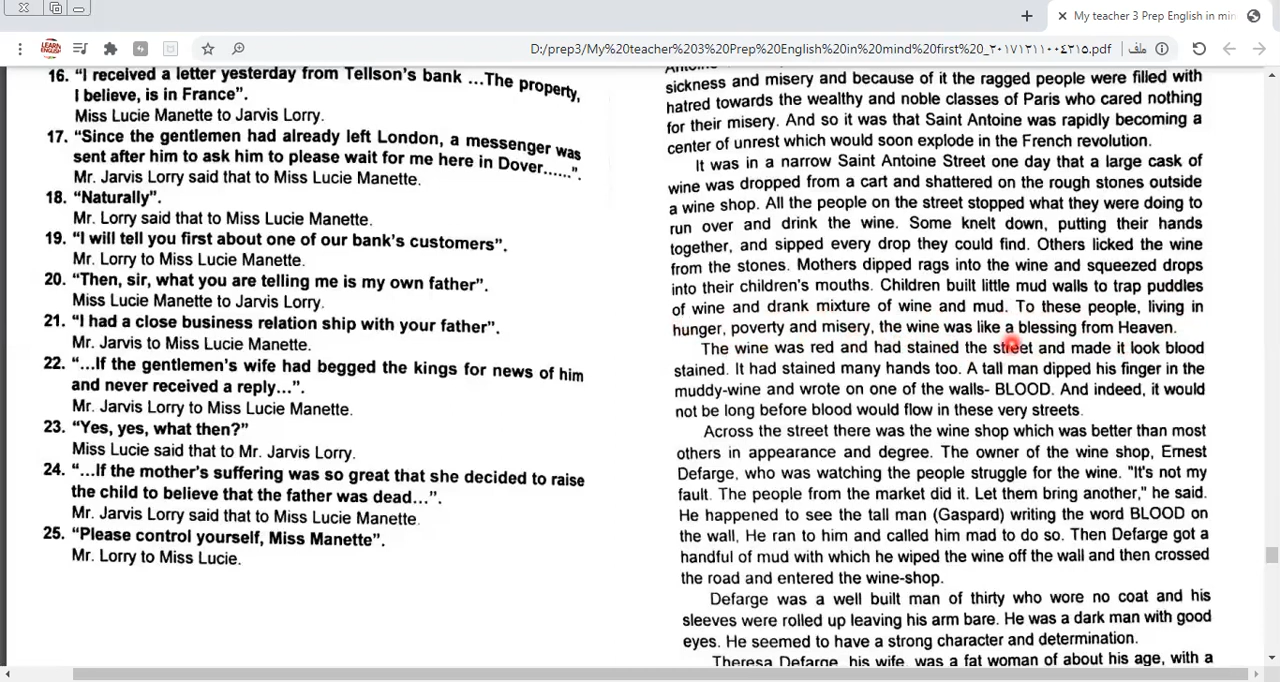 My teacher 3 Prep English in min
D:/prep3/My%20teacher%203%20Prep%20English%20in%20mind%20first%20_٢٠١٧١٢١١٠٠٤٢١٥.pdf
ملف
16. "I received a letter yesterday from Tellson's bank ...The property,
I believe, is in France".
Miss Lucie Manette to Jarvis Lorry.
17. "Since the gentlemen had already left London, a messenger was
sent after him to ask him to please wait for me here in Dover......".
Mr. Jarvis Lorry said that to Miss Lucie Manette.
18. "Naturally".
Mr. Lorry said that to Miss Lucie Manette.
19. "I will tell you first about one of our bank's customers".
Mr. Lorry to Miss Lucie Manette.
20. "Then, sir, what you are telling me is my own father".
Miss Lucie Manette to Jarvis Lorry.
21. "I had a close business relation ship with your father".
Mr. Jarvis to Miss Lucie Manette.
22. "...If the gentlemen's wife had begged the kings for news of him
and never received a reply...".
Mr. Jarvis Lorry to Miss Lucie Manette.
23. "Yes, yes, what then?"
Miss Lucie said that to Mr. Jarvis Lorry.
24. "...If the mother's suffering was so great that she decided to raise
the child to believe that the father was dead...".
Mr. Jarvis Lorry said that to Miss Lucie Manette.
25. "Please control yourself, Miss Manette".
Mr. Lorry to Miss Lucie.
sickness and misery and because of it the ragged people were filled with
hatred towards the wealthy and noble classes of Paris who cared nothing
for their misery. And so it was that Saint Antoine was rapidly becoming a
center of unrest which would soon explode in the French revolution.
It was in a narrow Saint Antoine Street one day that a large cask of
wine was dropped from a cart and shattered on the rough stones outside
a wine shop. All the people on the street stopped what they were doing to
run over and drink the wine. Some knelt down, putting their hands
together, and sipped every drop they could find. Others licked the wine
from the stones. Mothers dipped rags into the wine and squeezed drops
into their children's mouths. Children built little mud walls to trap puddles
of wine and drank mixture of wine and mud. To these people, living in
hunger, poverty and misery, the wine was like a blessing from Heaven.
The wine was red and had stained the street and made it look blood
stained. It had stained many hands too. A tall man dipped his finger in the
muddy-wine and wrote on one of the walls- BLOOD. And indeed, it would
not be long before blood would flow in these very streets.
Across the street there was the wine shop which was better than most
others in appearance and degree. The owner of the wine shop, Ernest
Defarge, who was watching the people struggle for the wine. "It's not my
fault. The people from the market did it. Let them bring another," he said.
He happened to see the tall man (Gaspard) writing the word BLOOD on
the wall, He ran to him and called him mad to do so. Then Defarge got a
handful of mud with which he wiped the wine off the wall and then crossed
the road and entered the wine-shop.
Defarge was a well built man of thirty who wore no coat and his
sleeves were rolled up leaving his arm bare. He was a dark man with good
eyes. He seemed to have a strong character and determination.
Theresa Defarge, his wife, was a fat woman of about his age, with a